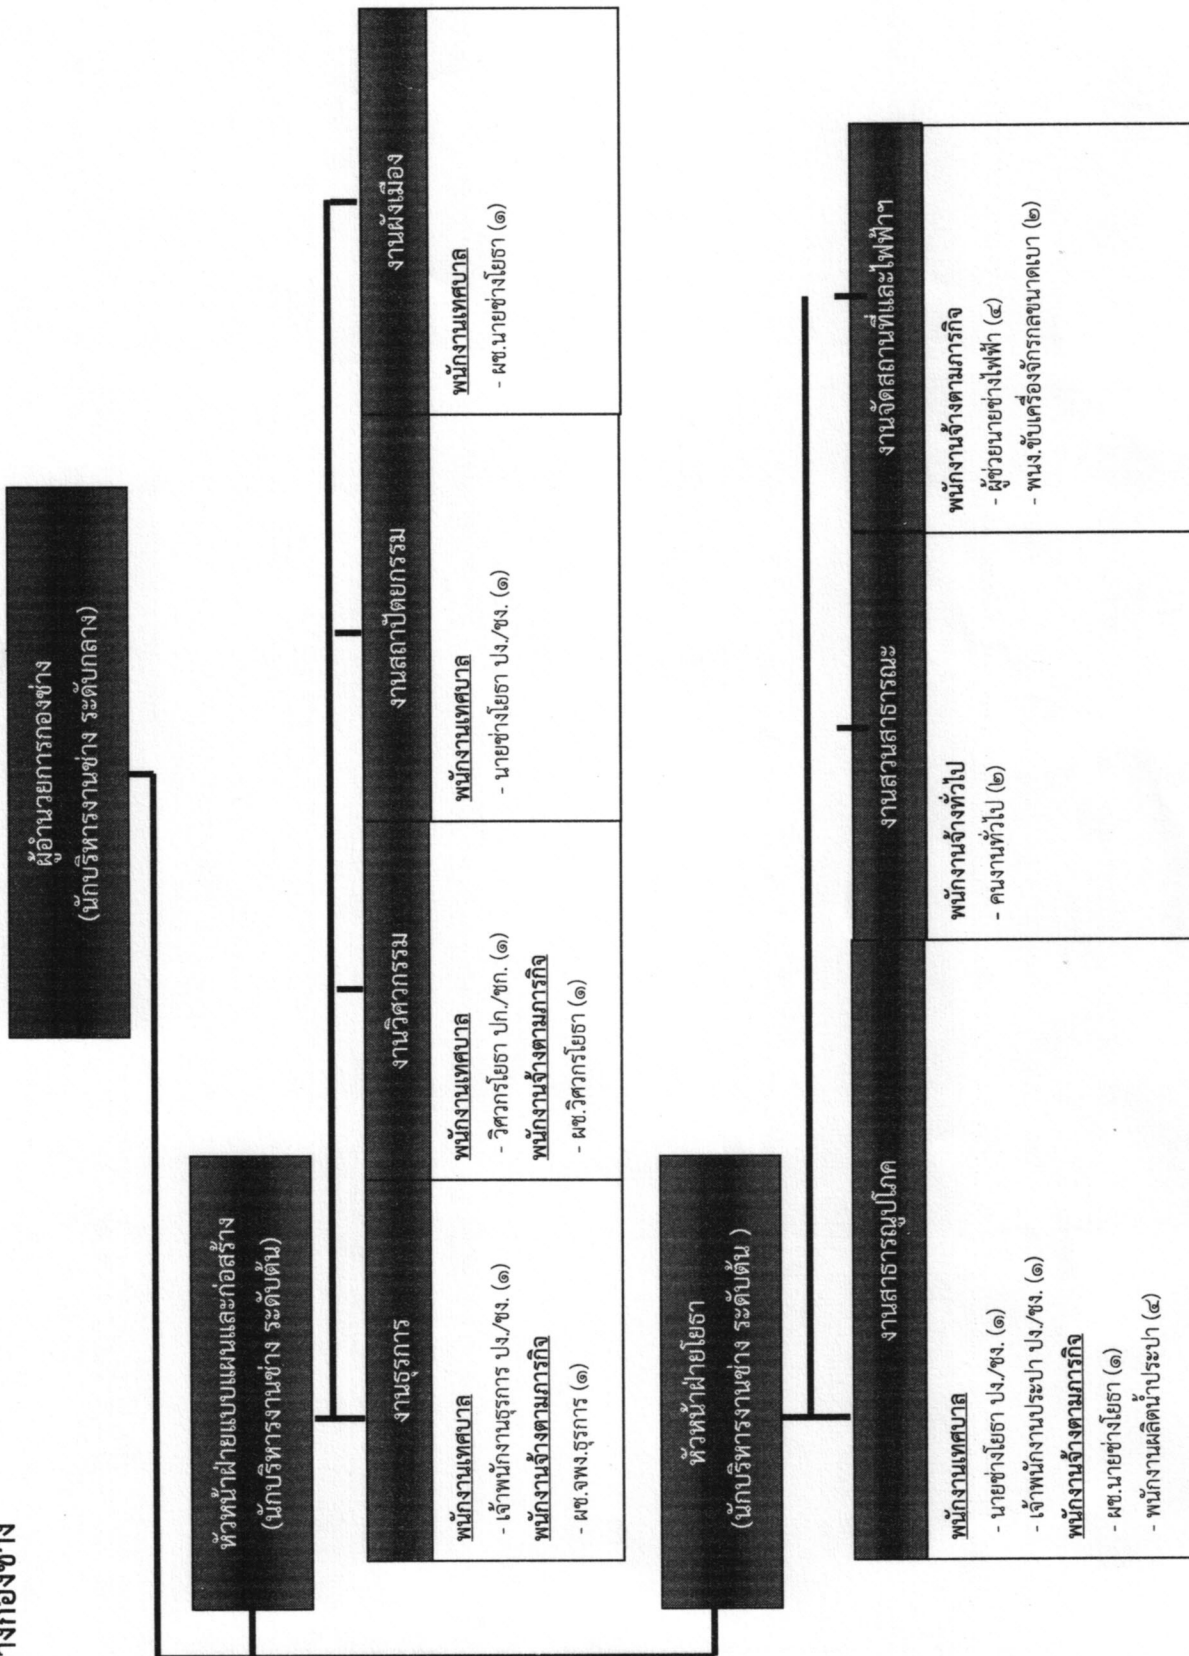 ผู้อำนวยการกองช่าง
(นักบริหารงานช่าง ระดับกลาง)
หัวหน้าฝ่ายแบบแผนและก่อสร้าง
(นักบริหารงานช่าง ระดับต้น)
งานธุรการ
พนักงานเทศบาล
- เจ้าพนักงานธุรการ ปง./ชง. (๑)
พนักงานจ้างตามภารกิจ
- ผช.จพง.ธุรการ (๑)
งานวิศวกรรม
พนักงานเทศบาล
- วิศวกรโยธา ปก./ชก. (๑)
พนักงานจ้างตามภารกิจ
- ผช.วิศวกรโยธา (๑)
งานสถาปัตยกรรม
พนักงานเทศบาล
- นายช่างโยธา ปง./ชง. (๑)
งานผังเมือง
พนักงานเทศบาล
- ผช.นายช่างโยธา (๑)
หัวหน้าฝ่ายโยธา
(นักบริหารงานช่าง ระดับต้น )
งานสาธารณูปโภค
พนักงานเทศบาล
- นายช่างโยธา ปง./ชง. (๑)
- เจ้าพนักงานประปา ปง./ชง. (๑)
พนักงานจ้างตามภารกิจ
- ผช.นายช่างโยธา (๑)
- พนักงานผลิตน้ำประปา (๔)
งานสวนสาธารณะ
พนักงานจ้างทั่วไป
- คนงานทั่วไป (๒)
งานจัดสถานที่และไฟฟ้าฯ
พนักงานจ้างตามภารกิจ
- ผู้ช่วยนายช่างไฟฟ้า (๔)
- พนง.ขับเครื่องจักรกลขนาดเบา (๒)